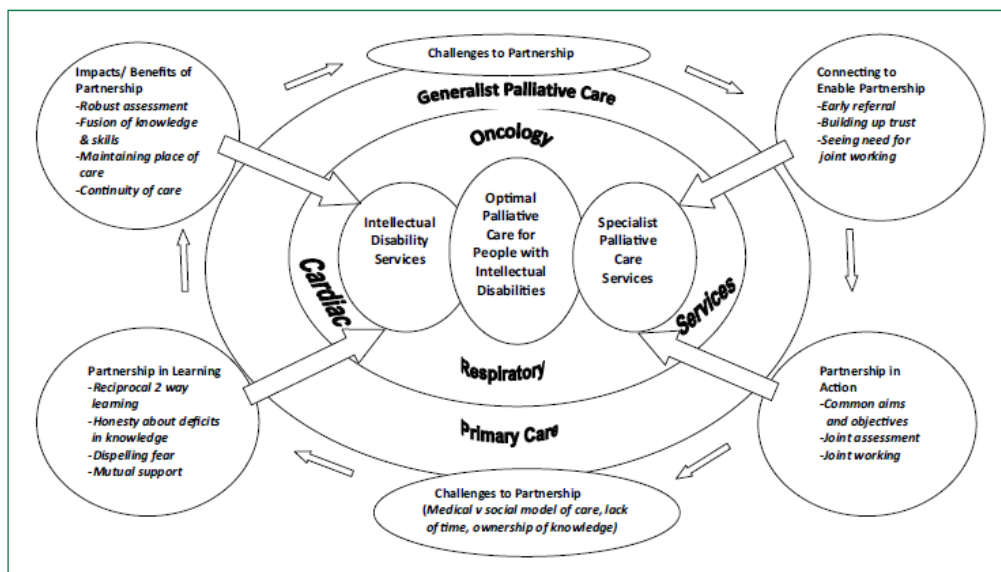 Challenges to Partnership
Impacts/ Benefits of
Partnership
-Robust assessment
-Fusion of knowledge
& skills
-Maintaining place of
care
-Continuity of care
Connecting to
Enable Partnership
-Early referral
-Building up trust
-Seeing need for
joint working
Generalist Palliative Care
Oncology
Intellectual
Disability
Services
Optimal
Palliative
Care for
People with
Intellectual
Disabilities
Specialist
Palliative
Care
Services
Cardiac
Services
Respiratory
Primary Care
Partnership in Learning
-Reciprocal 2 way
learning
-Honesty about deficits
in knowledge
-Dispelling fear
-Mutual support
Partnership in
Action
-Common aims
and objectives
-Joint assessment
-Joint working
Challenges to Partnership
(Medical v social model of care, lack
of time, ownership of knowledge)